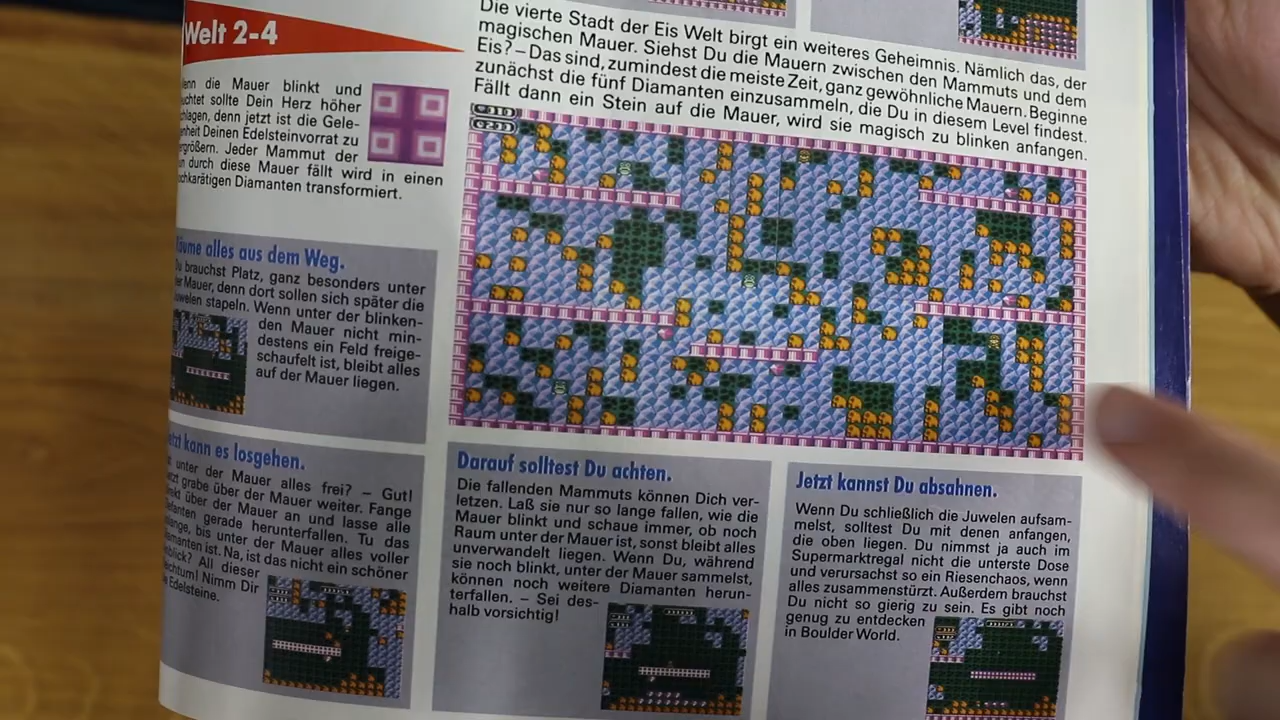 Welt 2-4
Die vierte Stadt der Eis Welt birgt ein weiteres Geheimnis. Nämlich das, der
magischen Mauer. Siehst Du die Mauern zwischen den Mammuts und dem
Eis? – Das sind, zumindest die meiste Zeit, ganz gewöhnliche Mauern. Beginne
zunächst die fünf Diamanten einzusammeln, die Du in diesem Level findest.
Fällt dann ein Stein auf die Mauer, wird sie magisch zu blinken anfangen.
die Mauer blinkt und
sollte Dein Herz höher
denn jetzt ist die Gele-
Deinen Edelsteinvorrat zu
Jeder Mammut der
durch diese Mauer fällt wird in einen
Diamanten transformiert.
alles aus dem Weg.
brauchst Platz, ganz besonders unter
Mauer, denn dort sollen sich später die
stapeln. Wenn unter der blinken-
den Mauer nicht min-
destens ein Feld freige-
schaufelt ist, bleibt alles
auf der Mauer liegen.
kann es losgehen.
unter der Mauer alles frei? – Gut!
grabe über der Mauer weiter. Fange
über der Mauer an und lasse alle
gerade herunterfallen. Tu das
bis unter der Mauer alles voller
ist. Na, ist das nicht ein schöner
All dieser
Nimm Dir
Edelsteine.
Darauf solltest Du achten.
Die fallenden Mammuts können Dich ver-
letzen. Laß sie nur so lange fallen, wie die
Mauer blinkt und schaue immer, ob noch
Raum unter der Mauer ist, sonst bleibt alles
unverwandelt liegen. Wenn Du, während
sie noch blinkt, unter der Mauer sammelst,
können noch weitere Diamanten herun-
terfallen. – Sei des-
halb vorsichtig!
Jetzt kannst Du absahnen.
Wenn Du schließlich die Juwelen aufsam-
melst, solltest Du mit denen anfangen,
die oben liegen. Du nimmst ja auch im
Supermarktregal nicht die unterste Dose
und verursachst so ein Riesenchaos, wenn
alles zusammenstürzt. Außerdem brauchst
Du nicht so gierig zu sein. Es gibt noch
genug zu entdecken
in Boulder World.